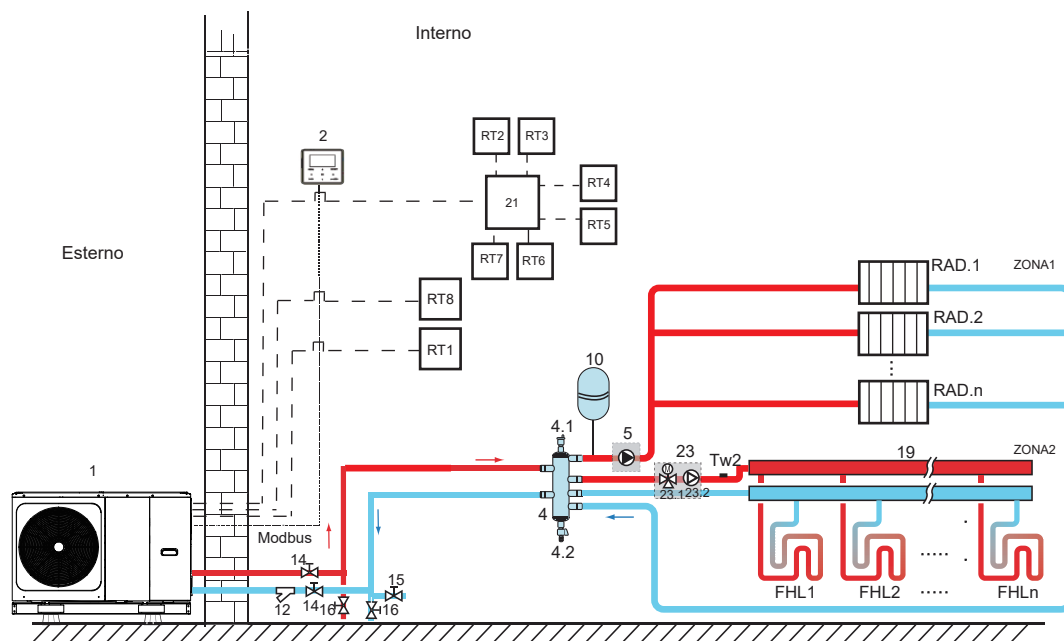 Interno
RT2
RT3
2
RT4
21
RT5
Esterno
RT7
RT6
RAD.1
ZONA1
RT8
RAD.2
RT1
10
RAD.n
4.1
5
1
23
Tw2
19
ZONA2
M
23.1
23.2
4
Modbus
4.2
14
15
12
14
16
16
FHL1
FHL2
FHLn